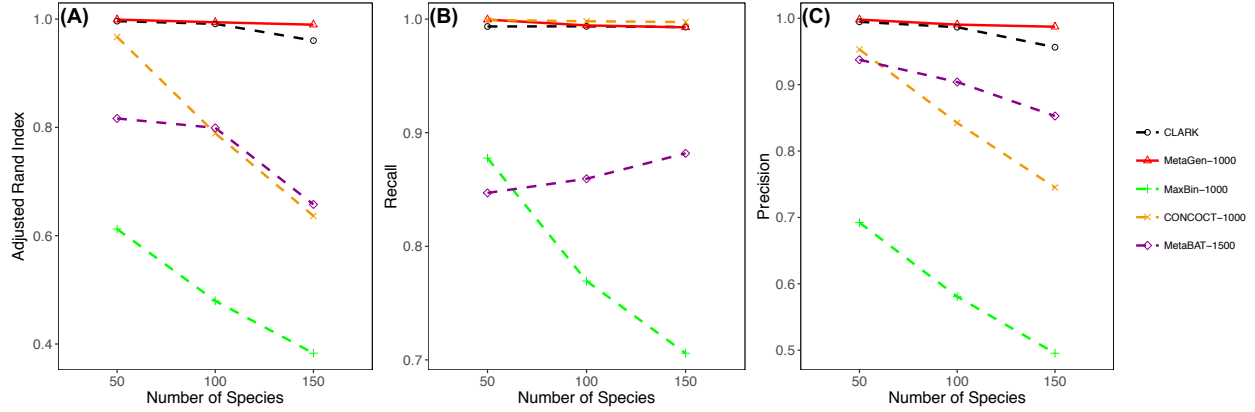 (A)
Adjusted Rand Index
1.0
0.8
0.6
0.4
50 100 150
Number of Species
(B)
Recall
1.0
0.9
0.8
0.7
50 100 150
Number of Species
(C)
Precision
1.0
0.9
0.8
0.7
0.6
0.5
50 100 150
Number of Species
CLARK
MetaGen−1000
MaxBin−1000
CONCOCT−1000
MetaBAT−1500